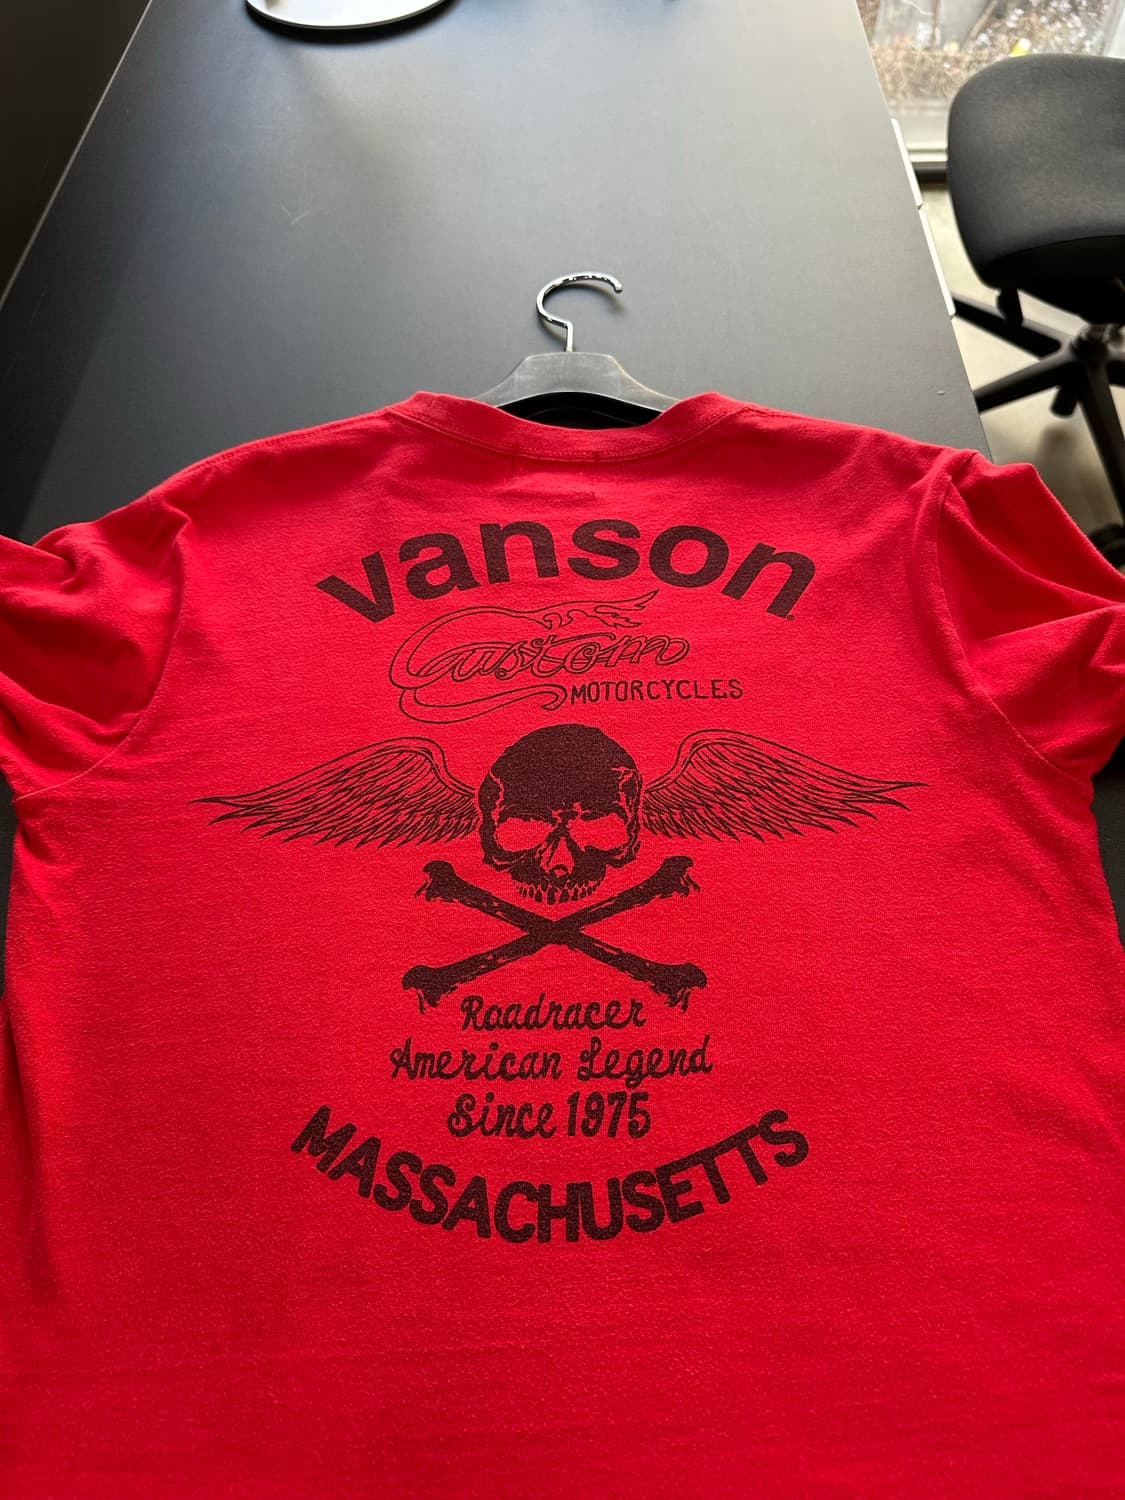 vanson
Custom
MOTORCYCLES
Roadracer
American Legend
Since 1975
MASSACHUSETTS